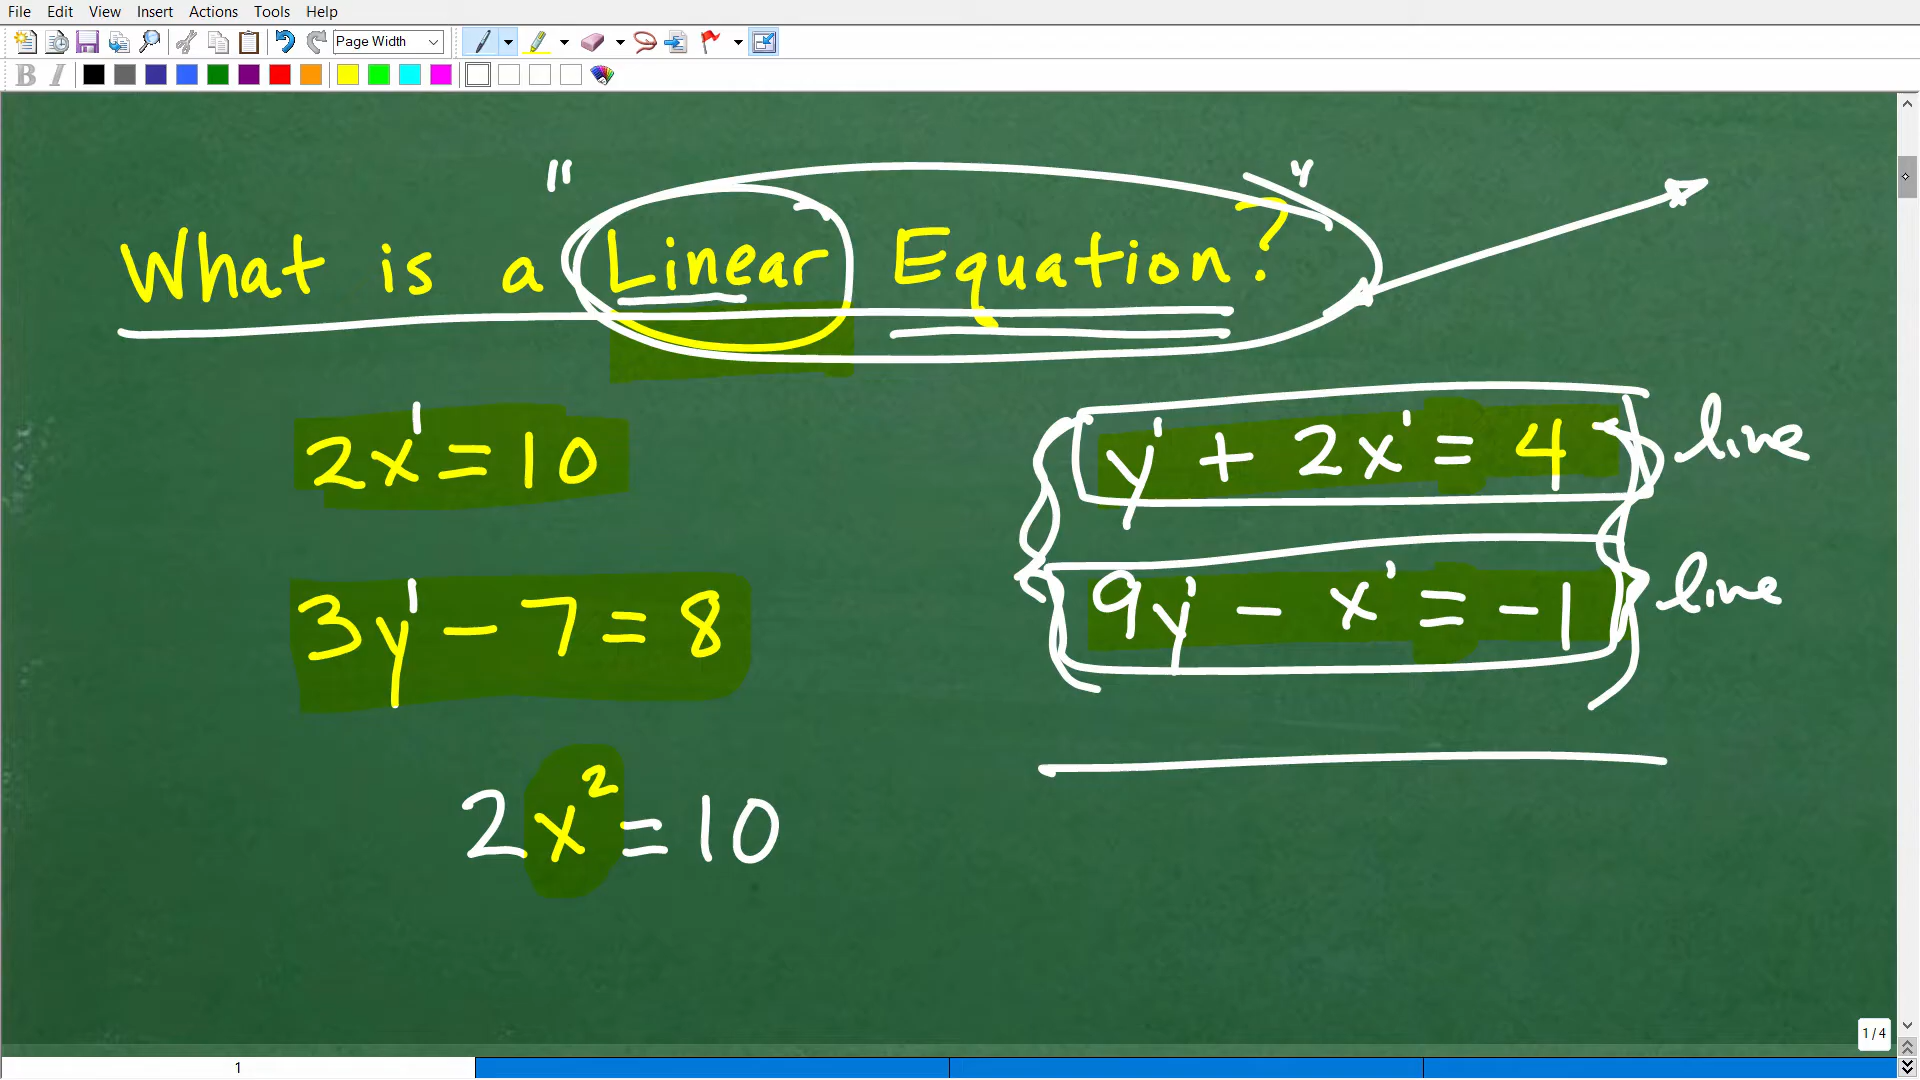 File Edit View Insert Actions Tools Help
Page Width
B I
What is a "Linear Equation?"
2x¹ = 10
y¹ + 2x¹ = 4 line
3y¹ - 7 = 8
9y¹ - x¹ = -1 line
2x² = 10
1 / 4
1